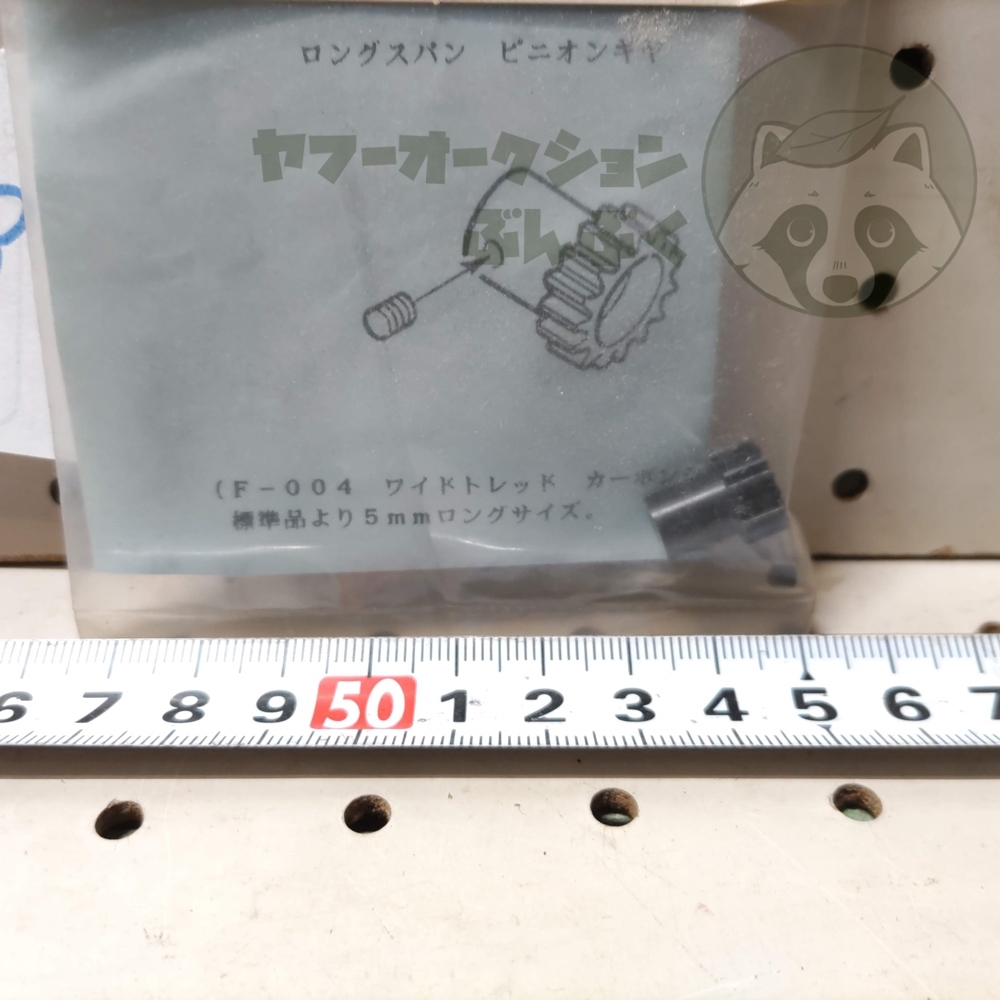 ロングスパン ピニオンギヤ
ヤフーオークション
ぶんぶく
(F-004 ワイドトレッド カーボン
標準品より5mmロングサイズ。
6 7 8 9 50 1 2 3 4 5 6 7